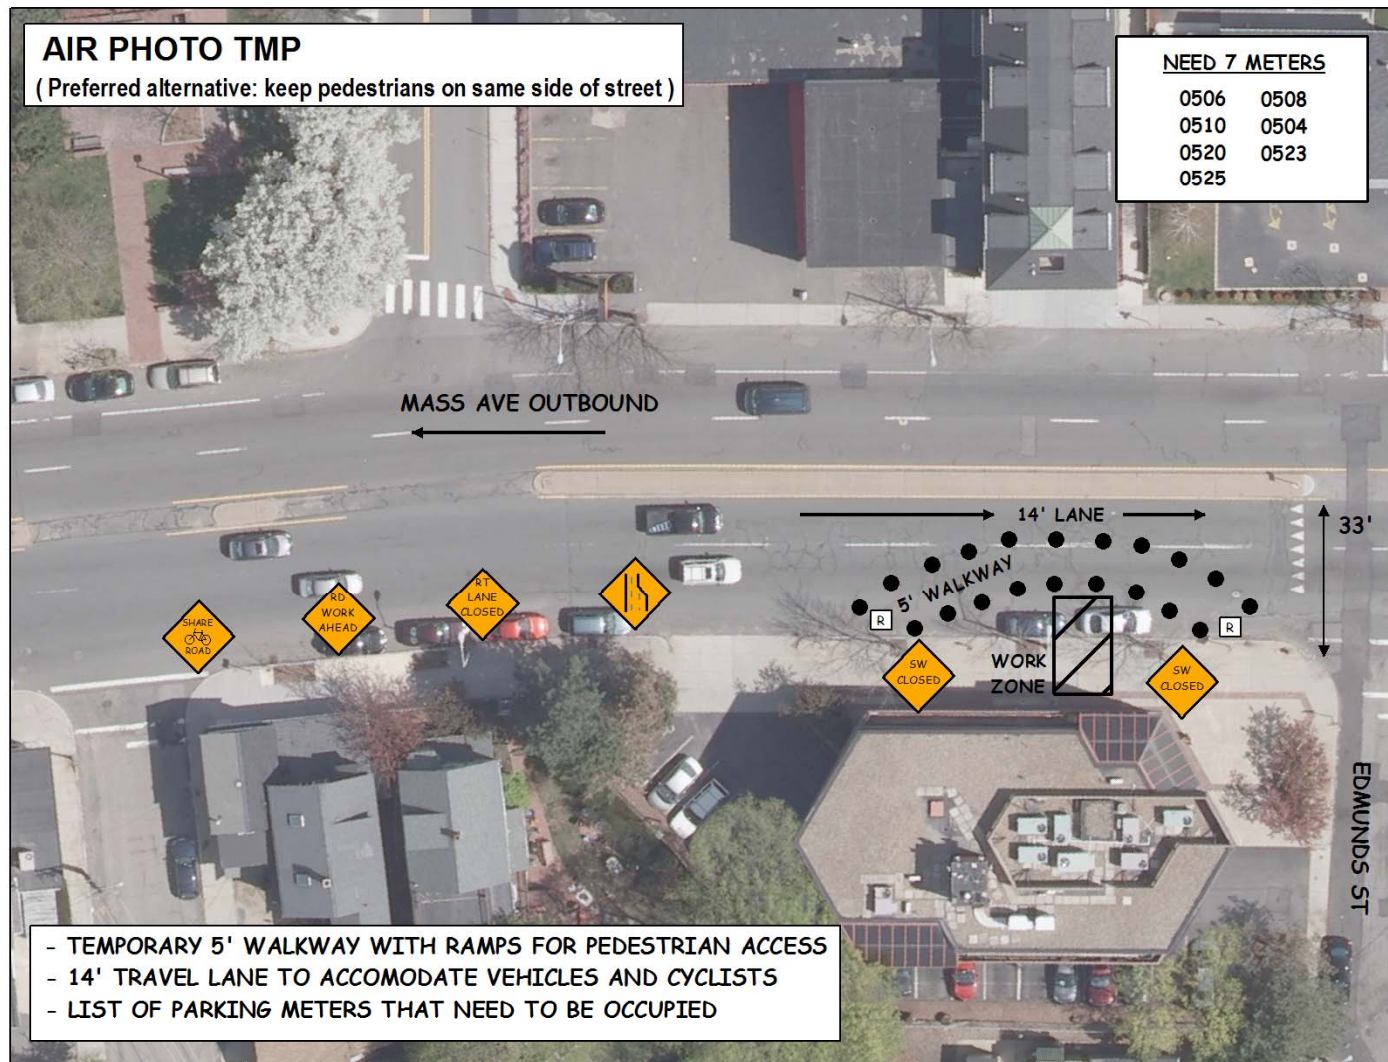 AIR PHOTO TMP
( Preferred alternative: keep pedestrians on same side of street )
NEED 7 METERS
0506 0508
0510 0504
0520 0523
0525
MASS AVE OUTBOUND
14' LANE
33'
5' WALKWAY
SHARE
ROAD
RD
WORK
AHEAD
RT
LANE
CLOSED
R
R
SW
CLOSED
WORK
ZONE
SW
CLOSED
EDMUNDS ST
- TEMPORARY 5' WALKWAY WITH RAMPS FOR PEDESTRIAN ACCESS
- 14' TRAVEL LANE TO ACCOMODATE VEHICLES AND CYCLISTS
- LIST OF PARKING METERS THAT NEED TO BE OCCUPIED